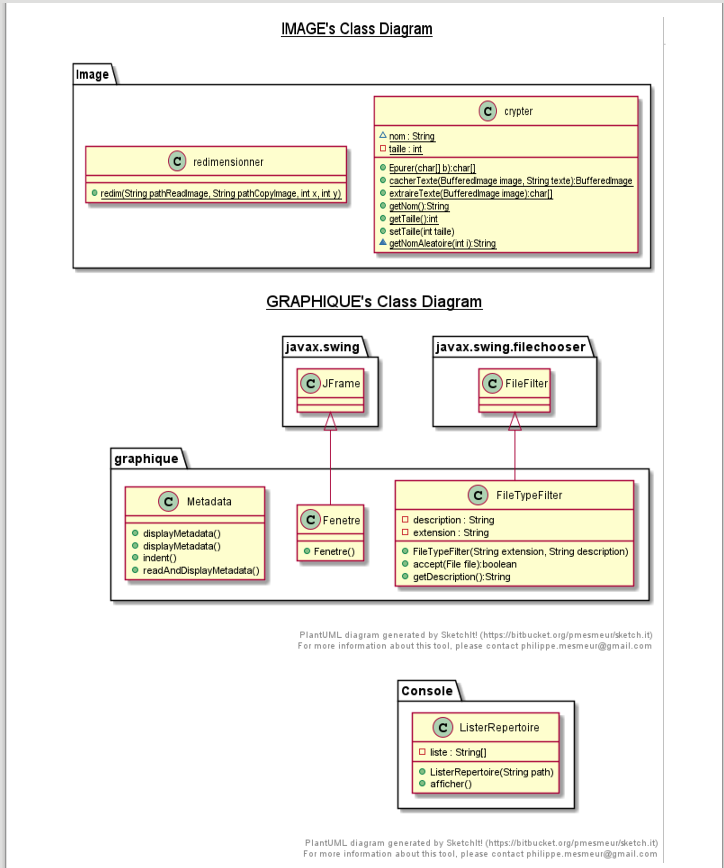 IMAGE's Class Diagram
Image
C redimensionner
redim(String pathReadImage, String pathCopyImage, int x, int y)
C crypter
nom : String
taille : int
Epurer(char[] b):char[]
cacherTexte(BufferedImage image, String texte):BufferedImage
extraireTexte(BufferedImage image):char[]
getNom():String
getTaille():int
setTaille(int taille)
getNomAleatoire(int i):String
GRAPHIQUE's Class Diagram
javax.swing
C JFrame
javax.swing.filechooser
C FileFilter
graphique
C Metadata
displayMetadata()
displayMetadata()
indent()
readAndDisplayMetadata()
C Fenetre
Fenetre()
C FileTypeFilter
description : String
extension : String
FileTypeFilter(String extension, String description)
accept(File file):boolean
getDescription():String
PlantUML diagram generated by SketchIt! (https://bitbucket.org/pmesmeur/sketch.it)
For more information about this tool, please contact philippe.mesmeur@gmail.com
Console
C ListerRepertoire
liste : String[]
ListerRepertoire(String path)
afficher()
PlantUML diagram generated by SketchIt! (https://bitbucket.org/pmesmeur/sketch.it)
For more information about this tool, please contact philippe.mesmeur@gmail.com